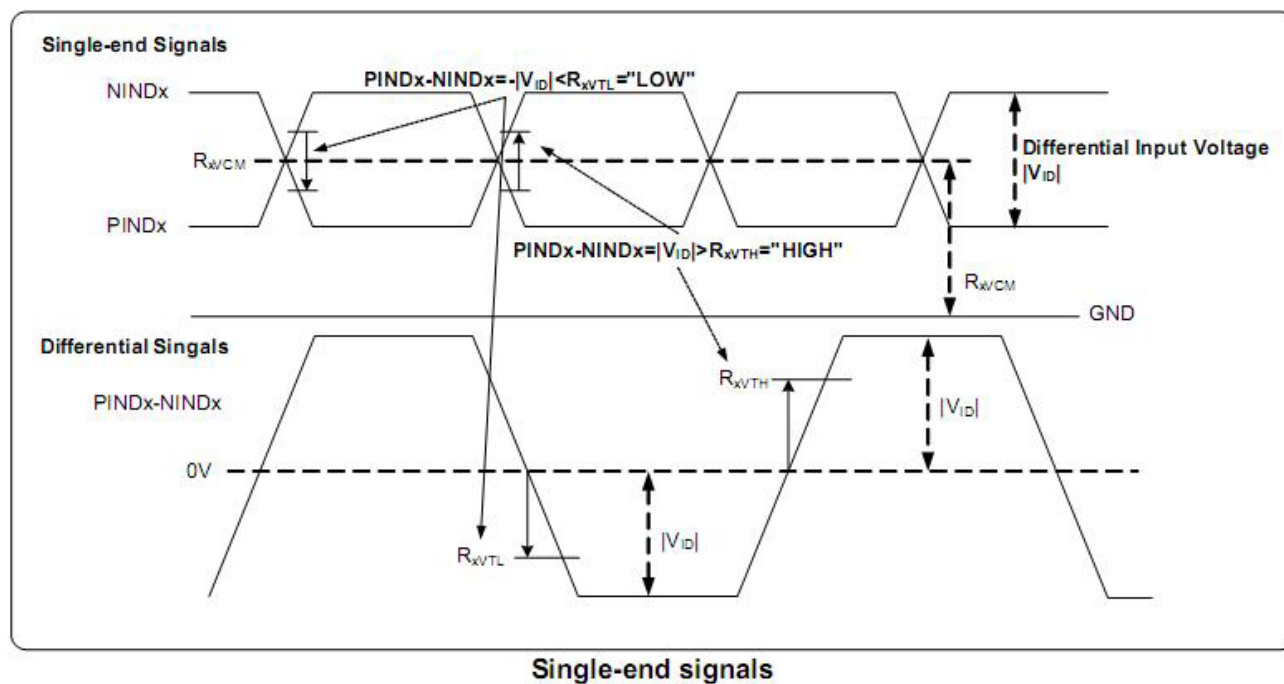 Single-end Signals
PINDx-NINDx=-|VID|<RxVTL="LOW"
NINDx
RxVCM
Differential Input Voltage
|VID|
PINDx
PINDx-NINDx=|VID|>RxVTH="HIGH"
RxVCM
GND
Differential Singals
RxVTH
PINDx-NINDx
|VID|
0V
|VID|
RxVTL
Single-end signals